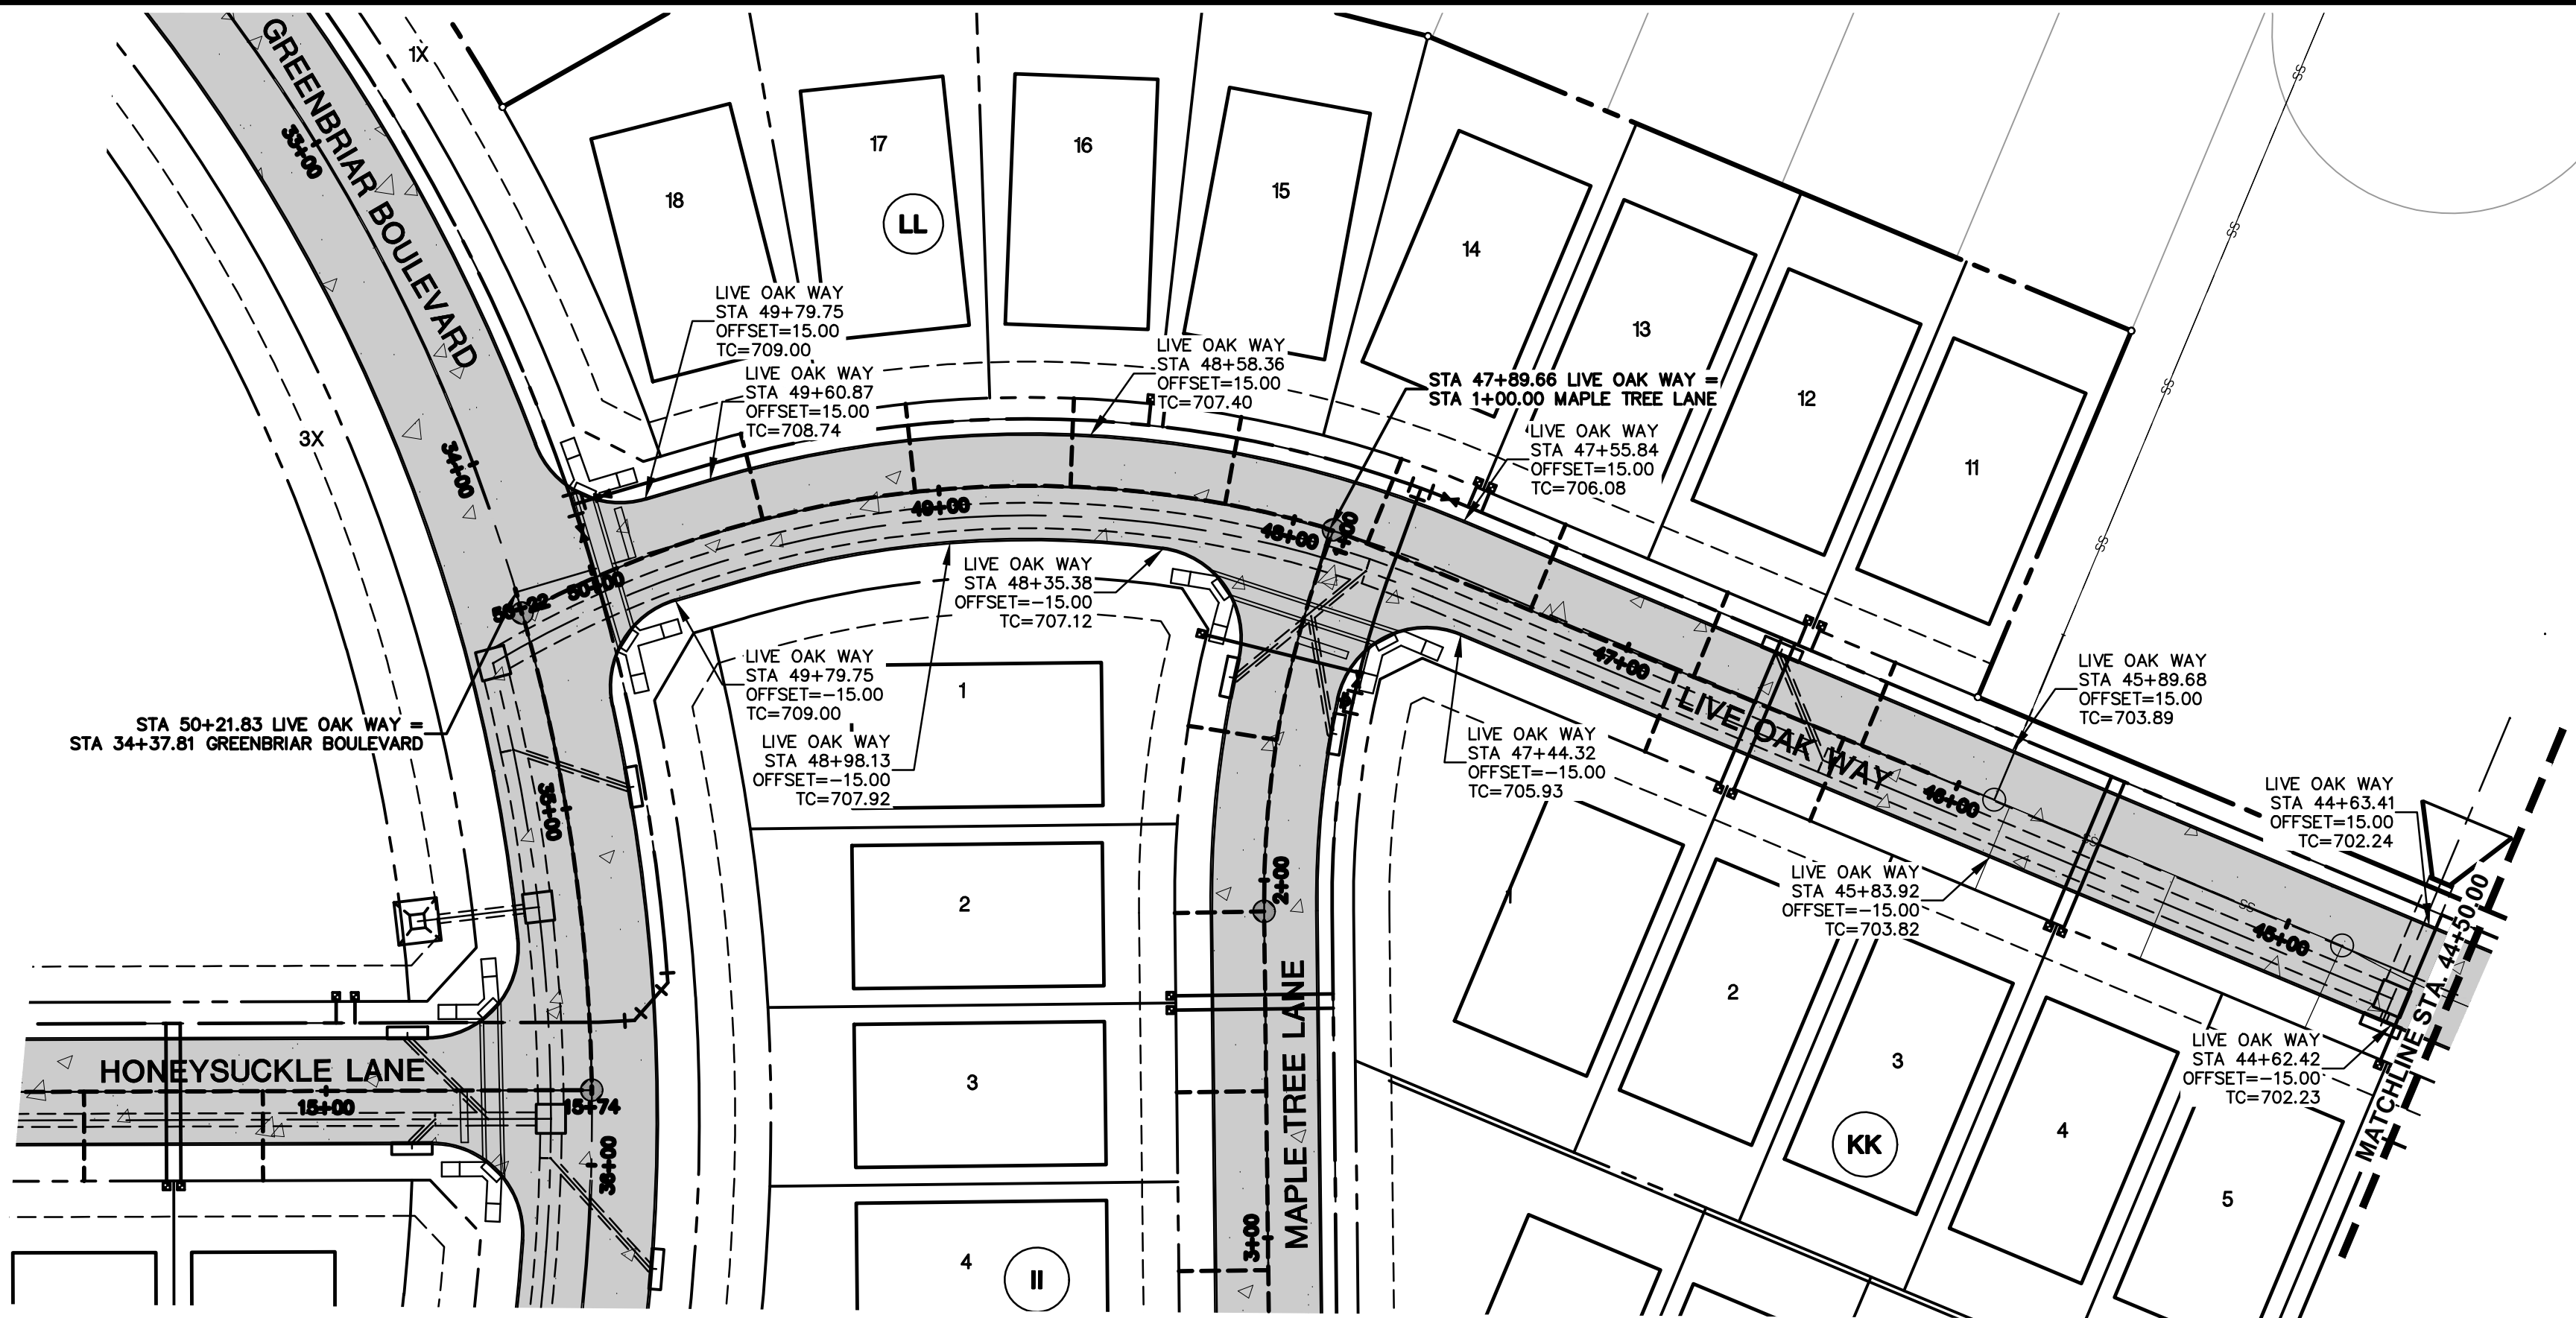 GREENBRIAR BOULEVARD
33+00
34+00
35+00
36+00
1X
3X
18
17
LL
16
15
14
13
12
11
LIVE OAK WAY
STA 49+79.75
OFFSET=15.00
TC=709.00
LIVE OAK WAY
STA 49+60.87
OFFSET=15.00
TC=708.74
LIVE OAK WAY
STA 48+58.36
OFFSET=15.00
TC=707.40
STA 47+89.66 LIVE OAK WAY =
STA 1+00.00 MAPLE TREE LANE
LIVE OAK WAY
STA 47+55.84
OFFSET=15.00
TC=706.08
49+00
48+00
50+00
50+22
LIVE OAK WAY
STA 48+35.38
OFFSET=-15.00
TC=707.12
LIVE OAK WAY
STA 49+79.75
OFFSET=-15.00
TC=709.00
LIVE OAK WAY
STA 48+98.13
OFFSET=-15.00
TC=707.92
STA 50+21.83 LIVE OAK WAY =
STA 34+37.81 GREENBRIAR BOULEVARD
47+00
LIVE OAK WAY
46+00
45+00
LIVE OAK WAY
STA 45+89.68
OFFSET=15.00
TC=703.89
LIVE OAK WAY
STA 47+44.32
OFFSET=-15.00
TC=705.93
LIVE OAK WAY
STA 44+63.41
OFFSET=15.00
TC=702.24
LIVE OAK WAY
STA 45+83.92
OFFSET=-15.00
TC=703.82
LIVE OAK WAY
STA 44+62.42
OFFSET=-15.00
TC=702.23
MATCHLINE STA. 44+50.00
SS
SS
SS
SS
SS
SS
1
2
3
4
II
2+00
3+00
MAPLE TREE LANE
1
2
3
KK
4
5
HONEYSUCKLE LANE
15+00
15+74